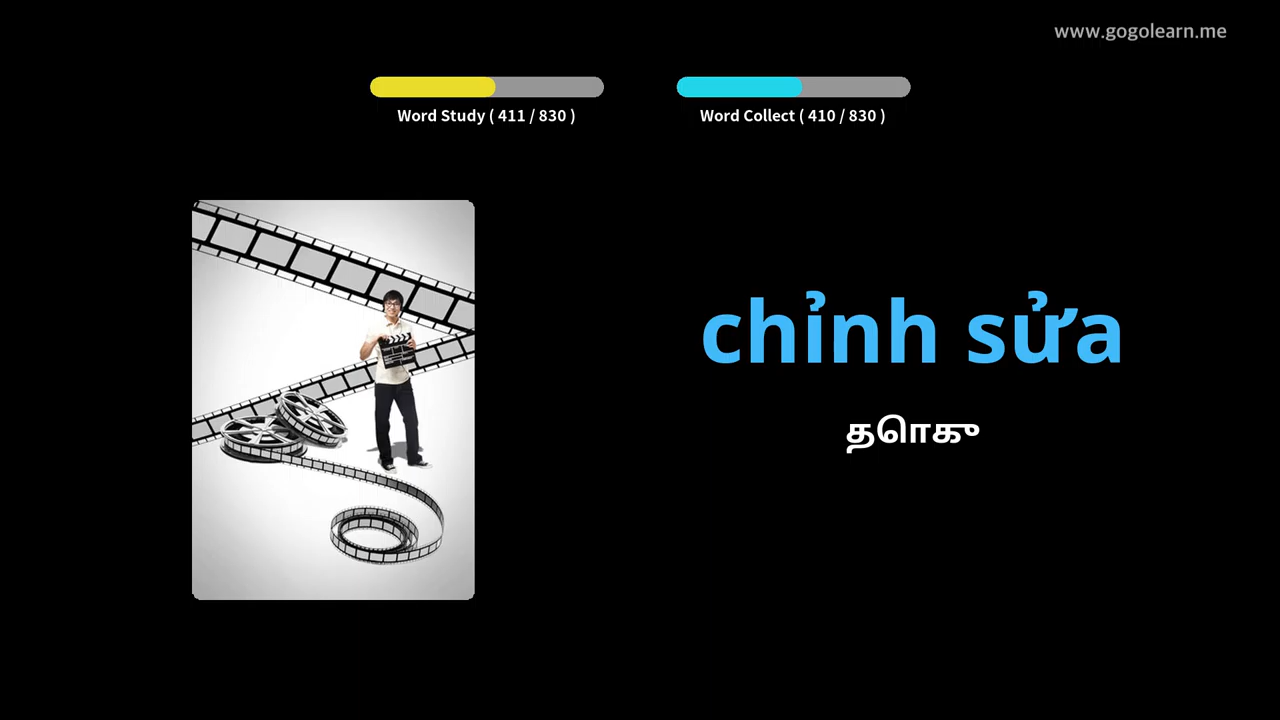 www.gogolearn.me
Word Study ( 411 / 830 )
Word Collect ( 410 / 830 )
chỉnh sửa
தொகு